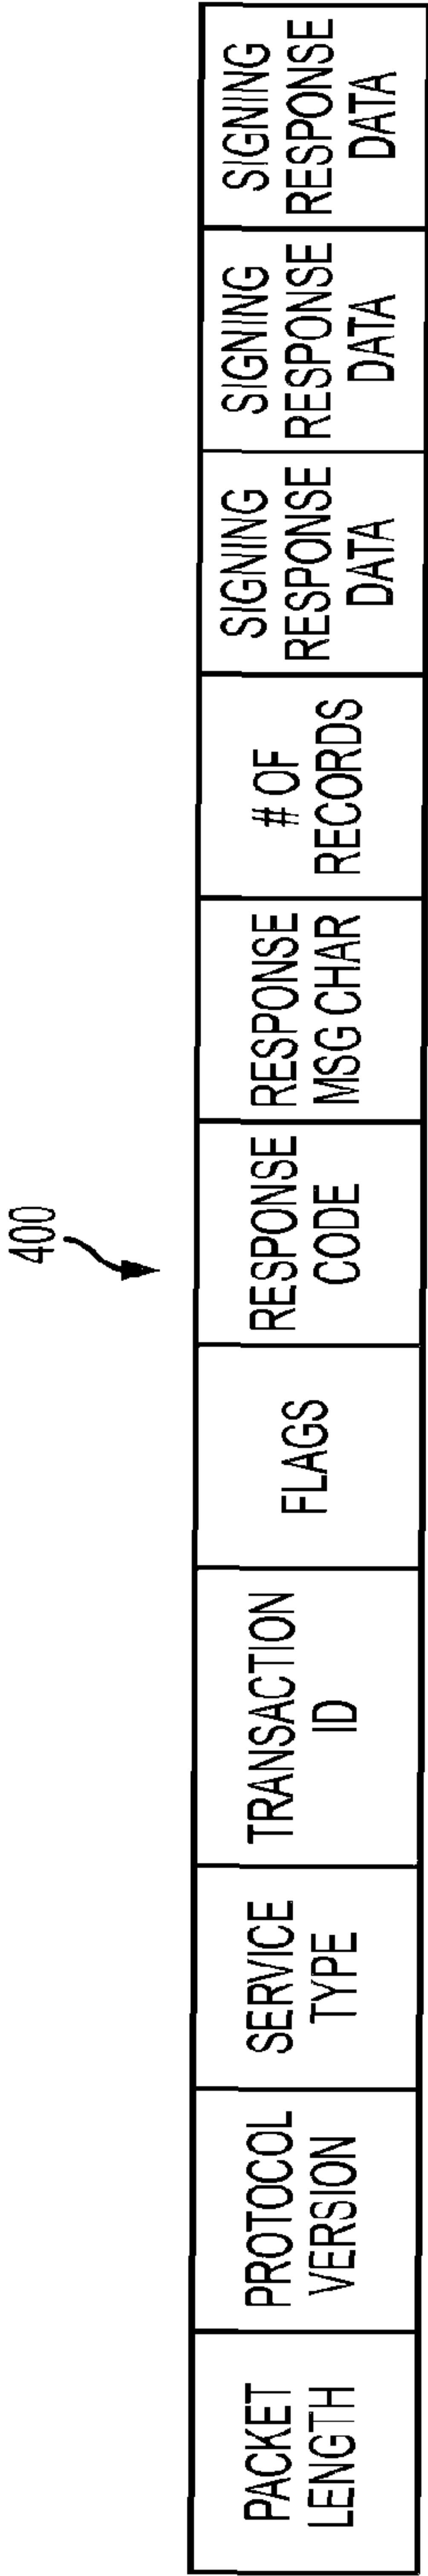 400
PACKET
LENGTH
PROTOCOL
VERSION
SERVICE
TYPE
TRANSACTION
ID
FLAGS
RESPONSE
CODE
RESPONSE
MSG CHAR
# OF
RECORDS
SIGNING
RESPONSE
DATA
SIGNING
RESPONSE
DATA
SIGNING
RESPONSE
DATA